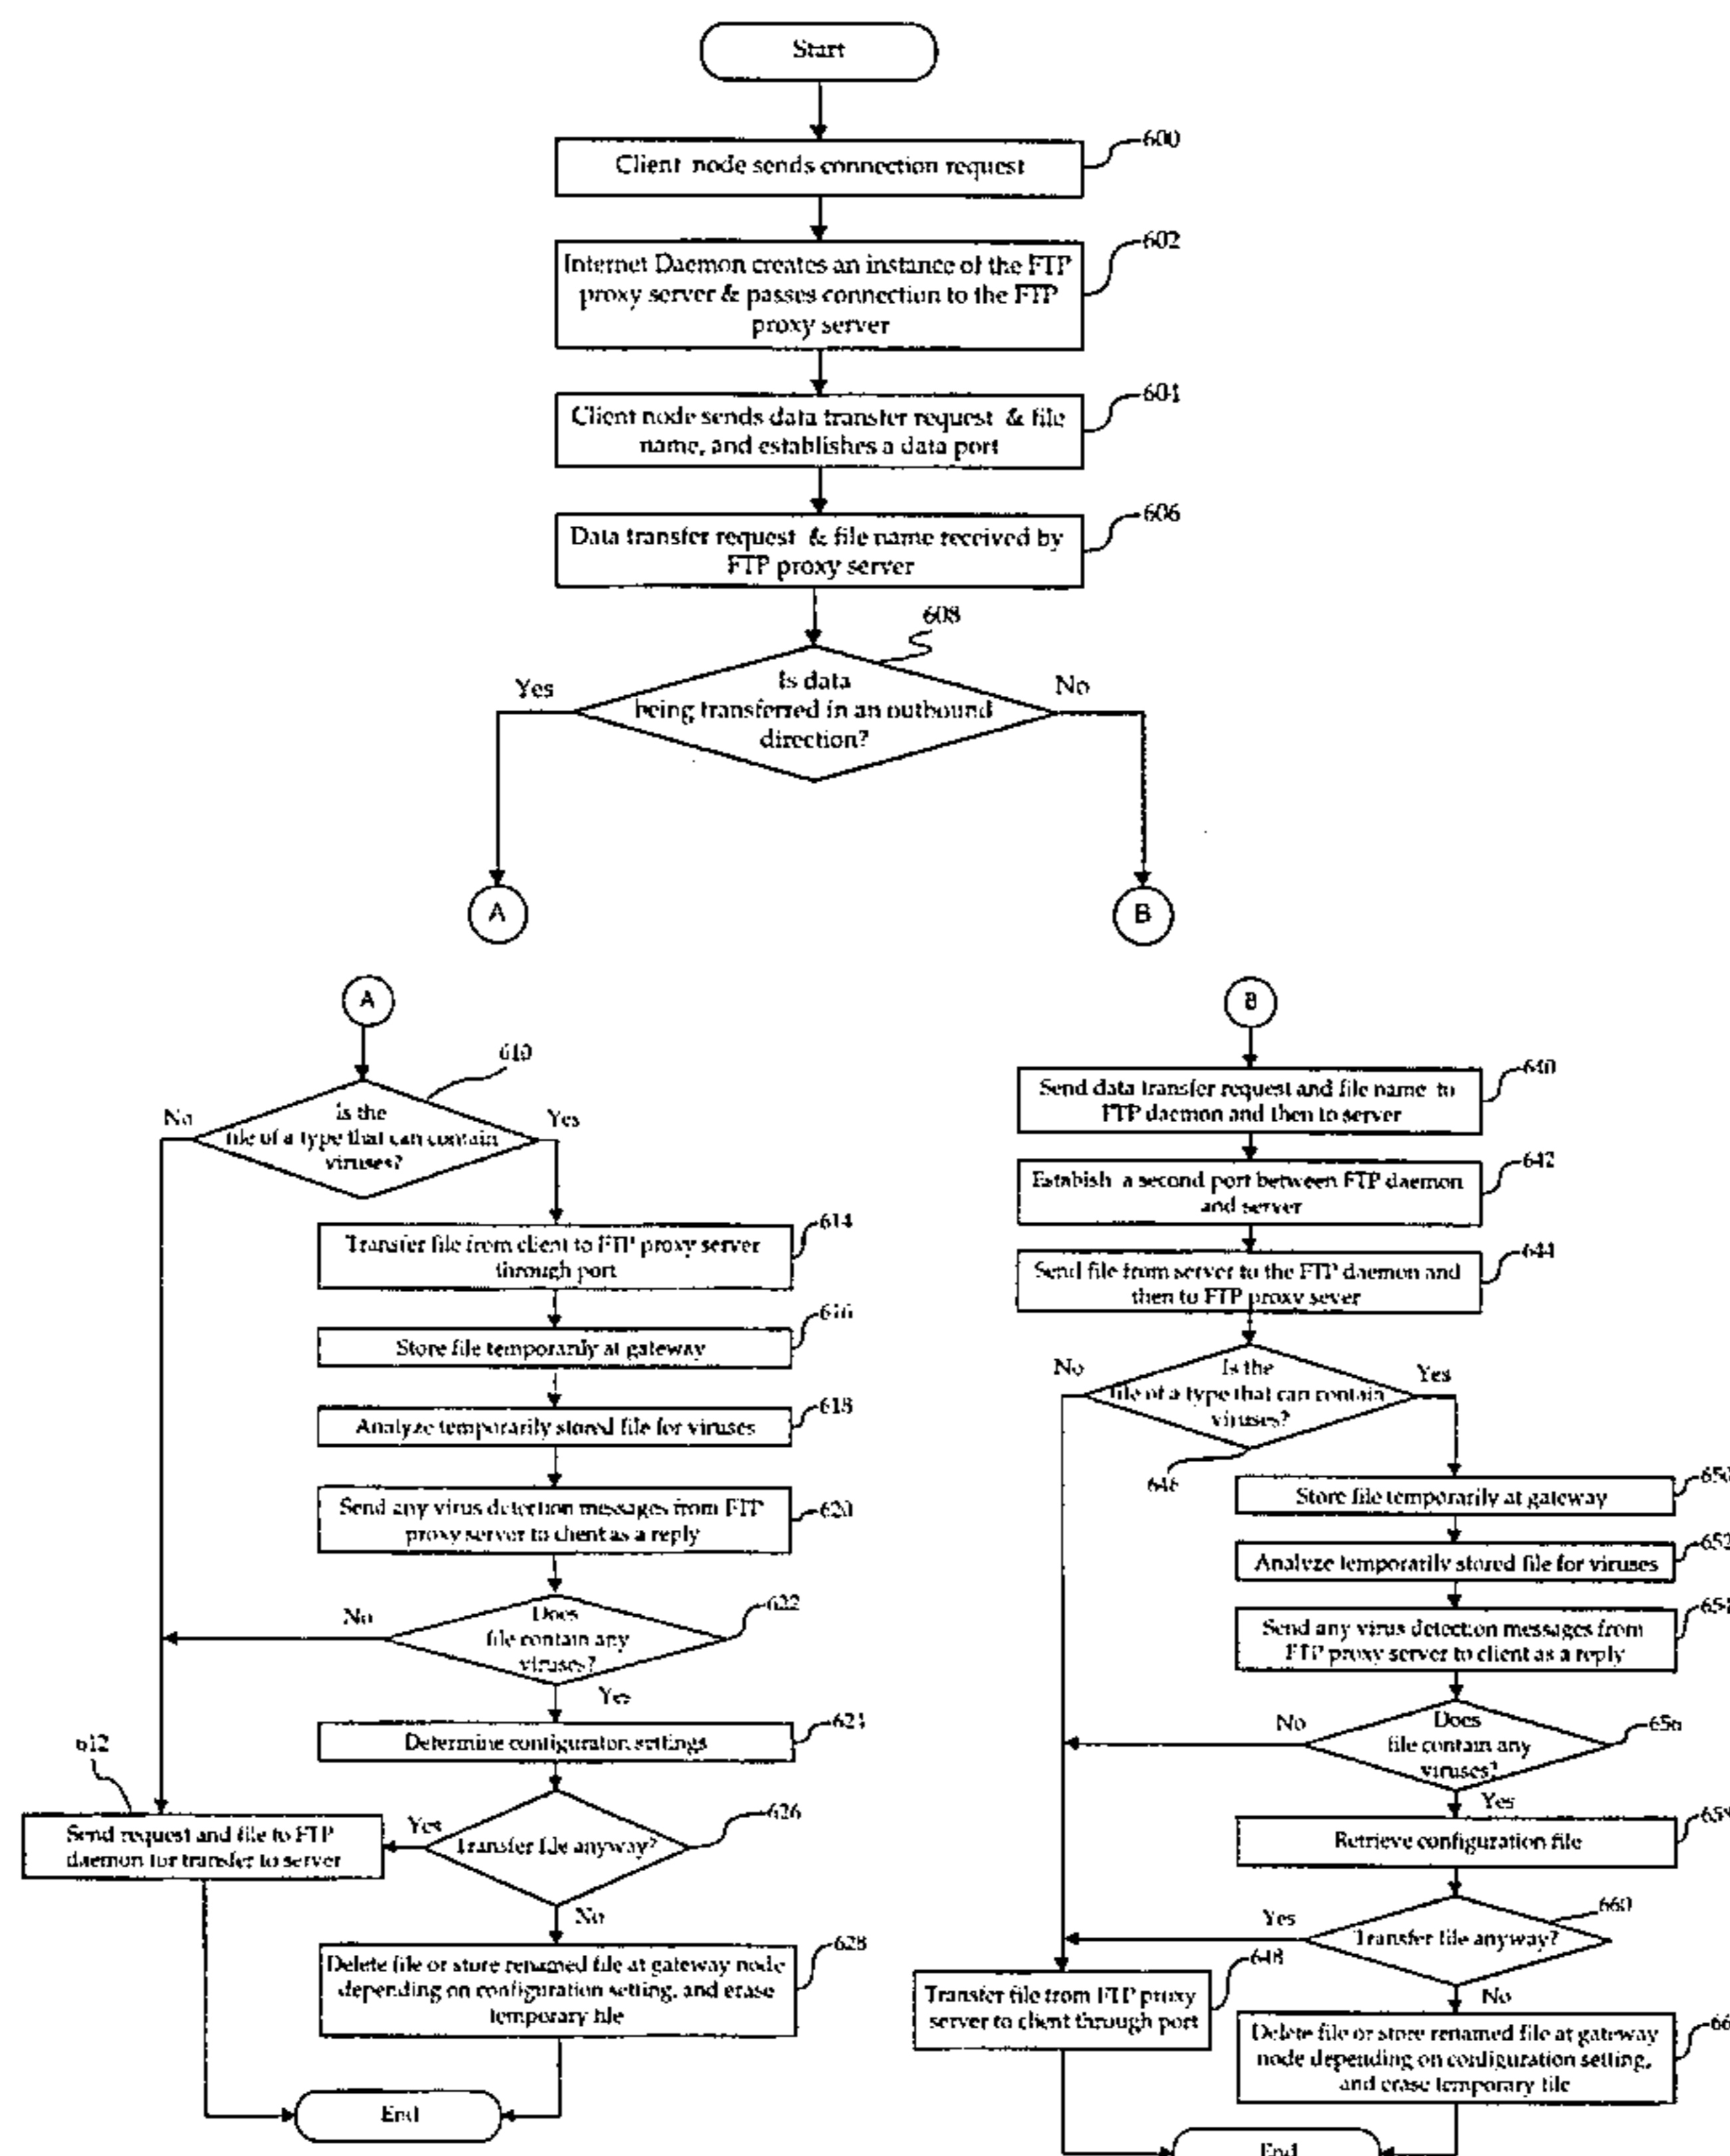 Start
Client node sends connection request
600
Internet Daemon creates an instance of the FTP
proxy server & passes connection to the FTP
proxy server
602
Client node sends data transfer request & file
name, and establishes a data port
604
Data transfer request & file name received by
FTP proxy server
606
608
Is data
being transferred in an outbound
direction?
Yes
No
A
B
A
610
Is the
file of a type that can contain
viruses?
No
Yes
Transfer file from client to FTP proxy server
through port
614
Store file temporarily at gateway
616
Analyze temporarily stored file for viruses
618
Send any virus detection messages from FTP
proxy server to client as a reply
620
Does
file contain any
viruses?
622
No
Yes
Determine configuraton settings
624
612
Send request and file to FTP
daemon for transfer to server
Yes
Transfer file anyway?
626
No
Delete file or store renamed file at gateway node
depending on configuration setting, and erase
temporary file
628
End
B
Send data transfer request and file name to
FTP daemon and then to server
640
Estabish a second port between FTP daemon
and server
642
Send file from server to the FTP daemon and
then to FTP proxy sever
644
No
Is the
file of a type that can contain
viruses?
Yes
646
Store file temporarily at gateway
650
Analyze temporarily stored file for viruses
652
Send any virus detection messages from
FTP proxy server to client as a reply
654
No
Does
file contain any
viruses?
656
Yes
Retrieve configuration file
658
Yes
Transfer file anyway?
660
No
648
Transfer file from FTP proxy
server to client through port
Delete file or store renamed file at gateway
node depending on configuration setting,
and erase temporary file
66
End